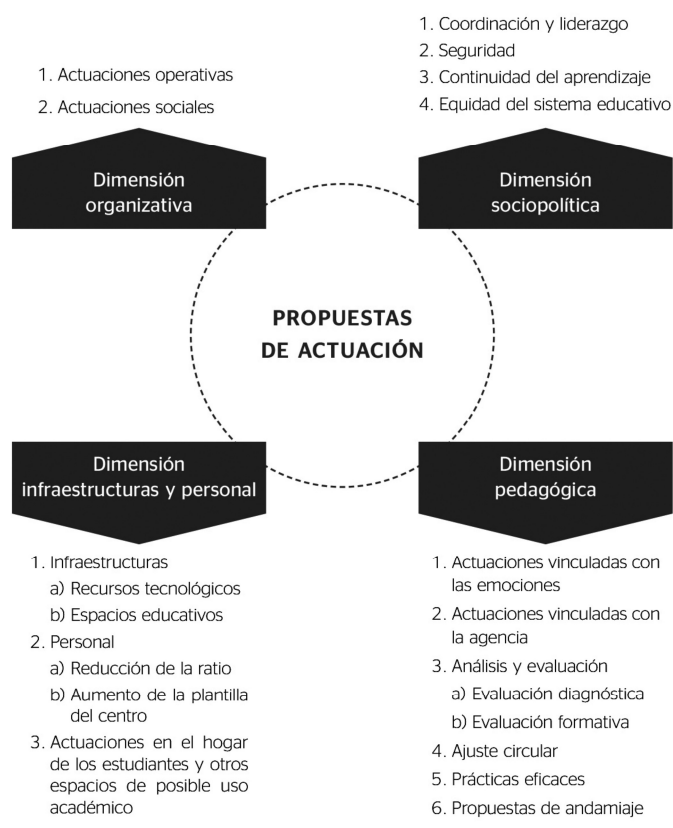 1. Actuaciones operativas
2. Actuaciones sociales
Dimensión
organizativa
1. Coordinación y liderazgo
2. Seguridad
3. Continuidad del aprendizaje
4. Equidad del sistema educativo
Dimensión
sociopolítica
PROPUESTAS
DE ACTUACIÓN
Dimensión
infraestructuras y personal
1. Infraestructuras
a) Recursos tecnológicos
b) Espacios educativos
2. Personal
a) Reducción de la ratio
b) Aumento de la plantilla
del centro
3. Actuaciones en el hogar
de los estudiantes y otros
espacios de posible uso
académico
Dimensión
pedagógica
1. Actuaciones vinculadas con
las emociones
2. Actuaciones vinculadas con
la agencia
3. Análisis y evaluación
a) Evaluación diagnóstica
b) Evaluación formativa
4. Ajuste circular
5. Prácticas eficaces
6. Propuestas de andamiaje